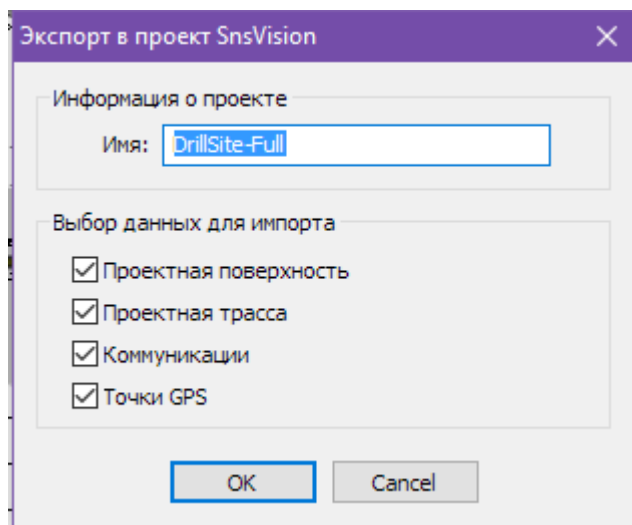 Экспорт в проект SnsVision
Информация о проекте
Имя: DrillSite-Full
Выбор данных для импорта
Проектная поверхность
Проектная трасса
Коммуникации
Точки GPS
OK Cancel